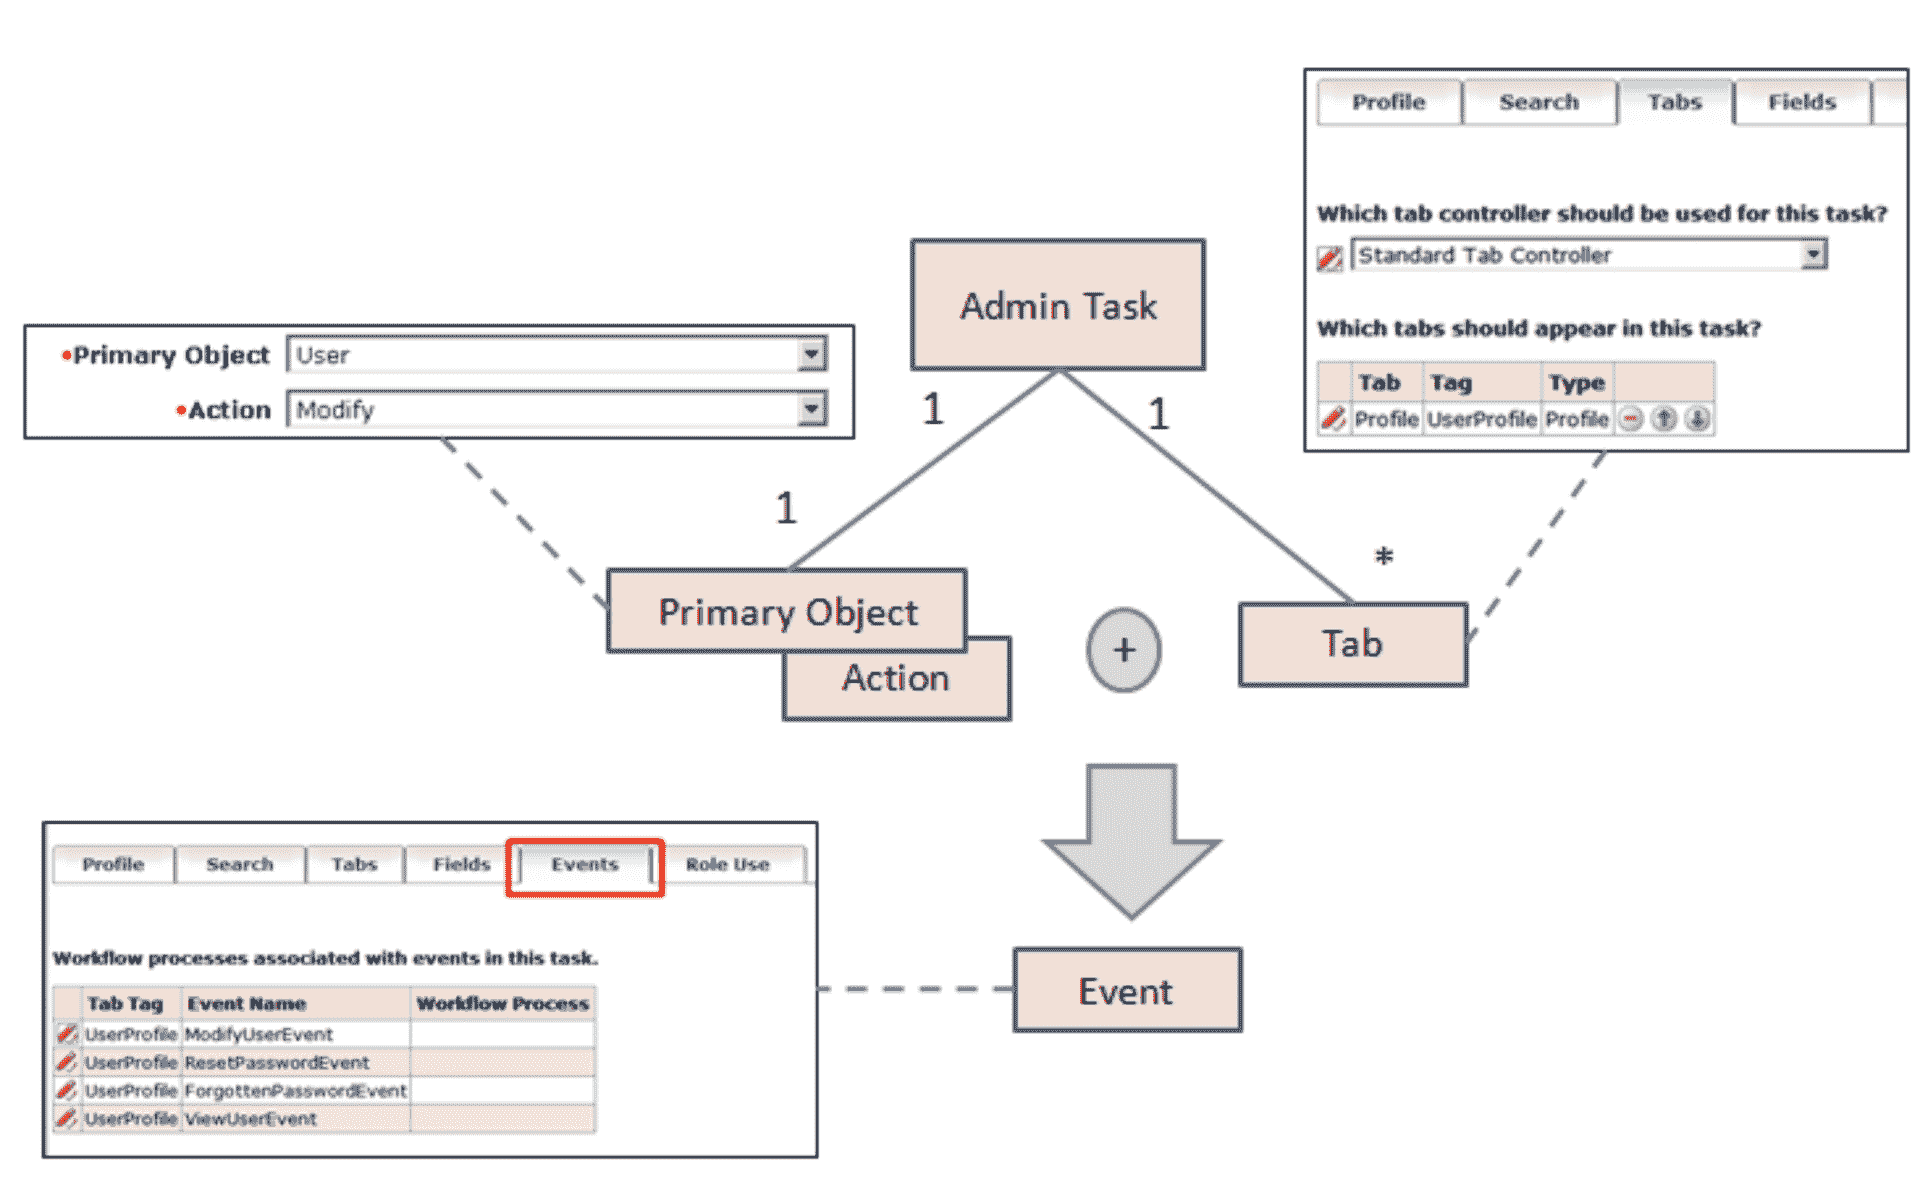 Profile Search Tabs Fields
Which tab controller should be used for this task?
Standard Tab Controller
Which tabs should appear in this task?
Tab Tag Type
Profile UserProfile Profile
Admin Task
•Primary Object User
•Action Modify
1 1
1 *
Primary Object
Action
+
Tab
Profile Search Tabs Fields Events Role Use
Workflow processes associated with events in this task.
Tab Tag Event Name Workflow Process
UserProfile ModifyUserEvent
UserProfile ResetPasswordEvent
UserProfile ForgottenPasswordEvent
UserProfile ViewUserEvent
Event